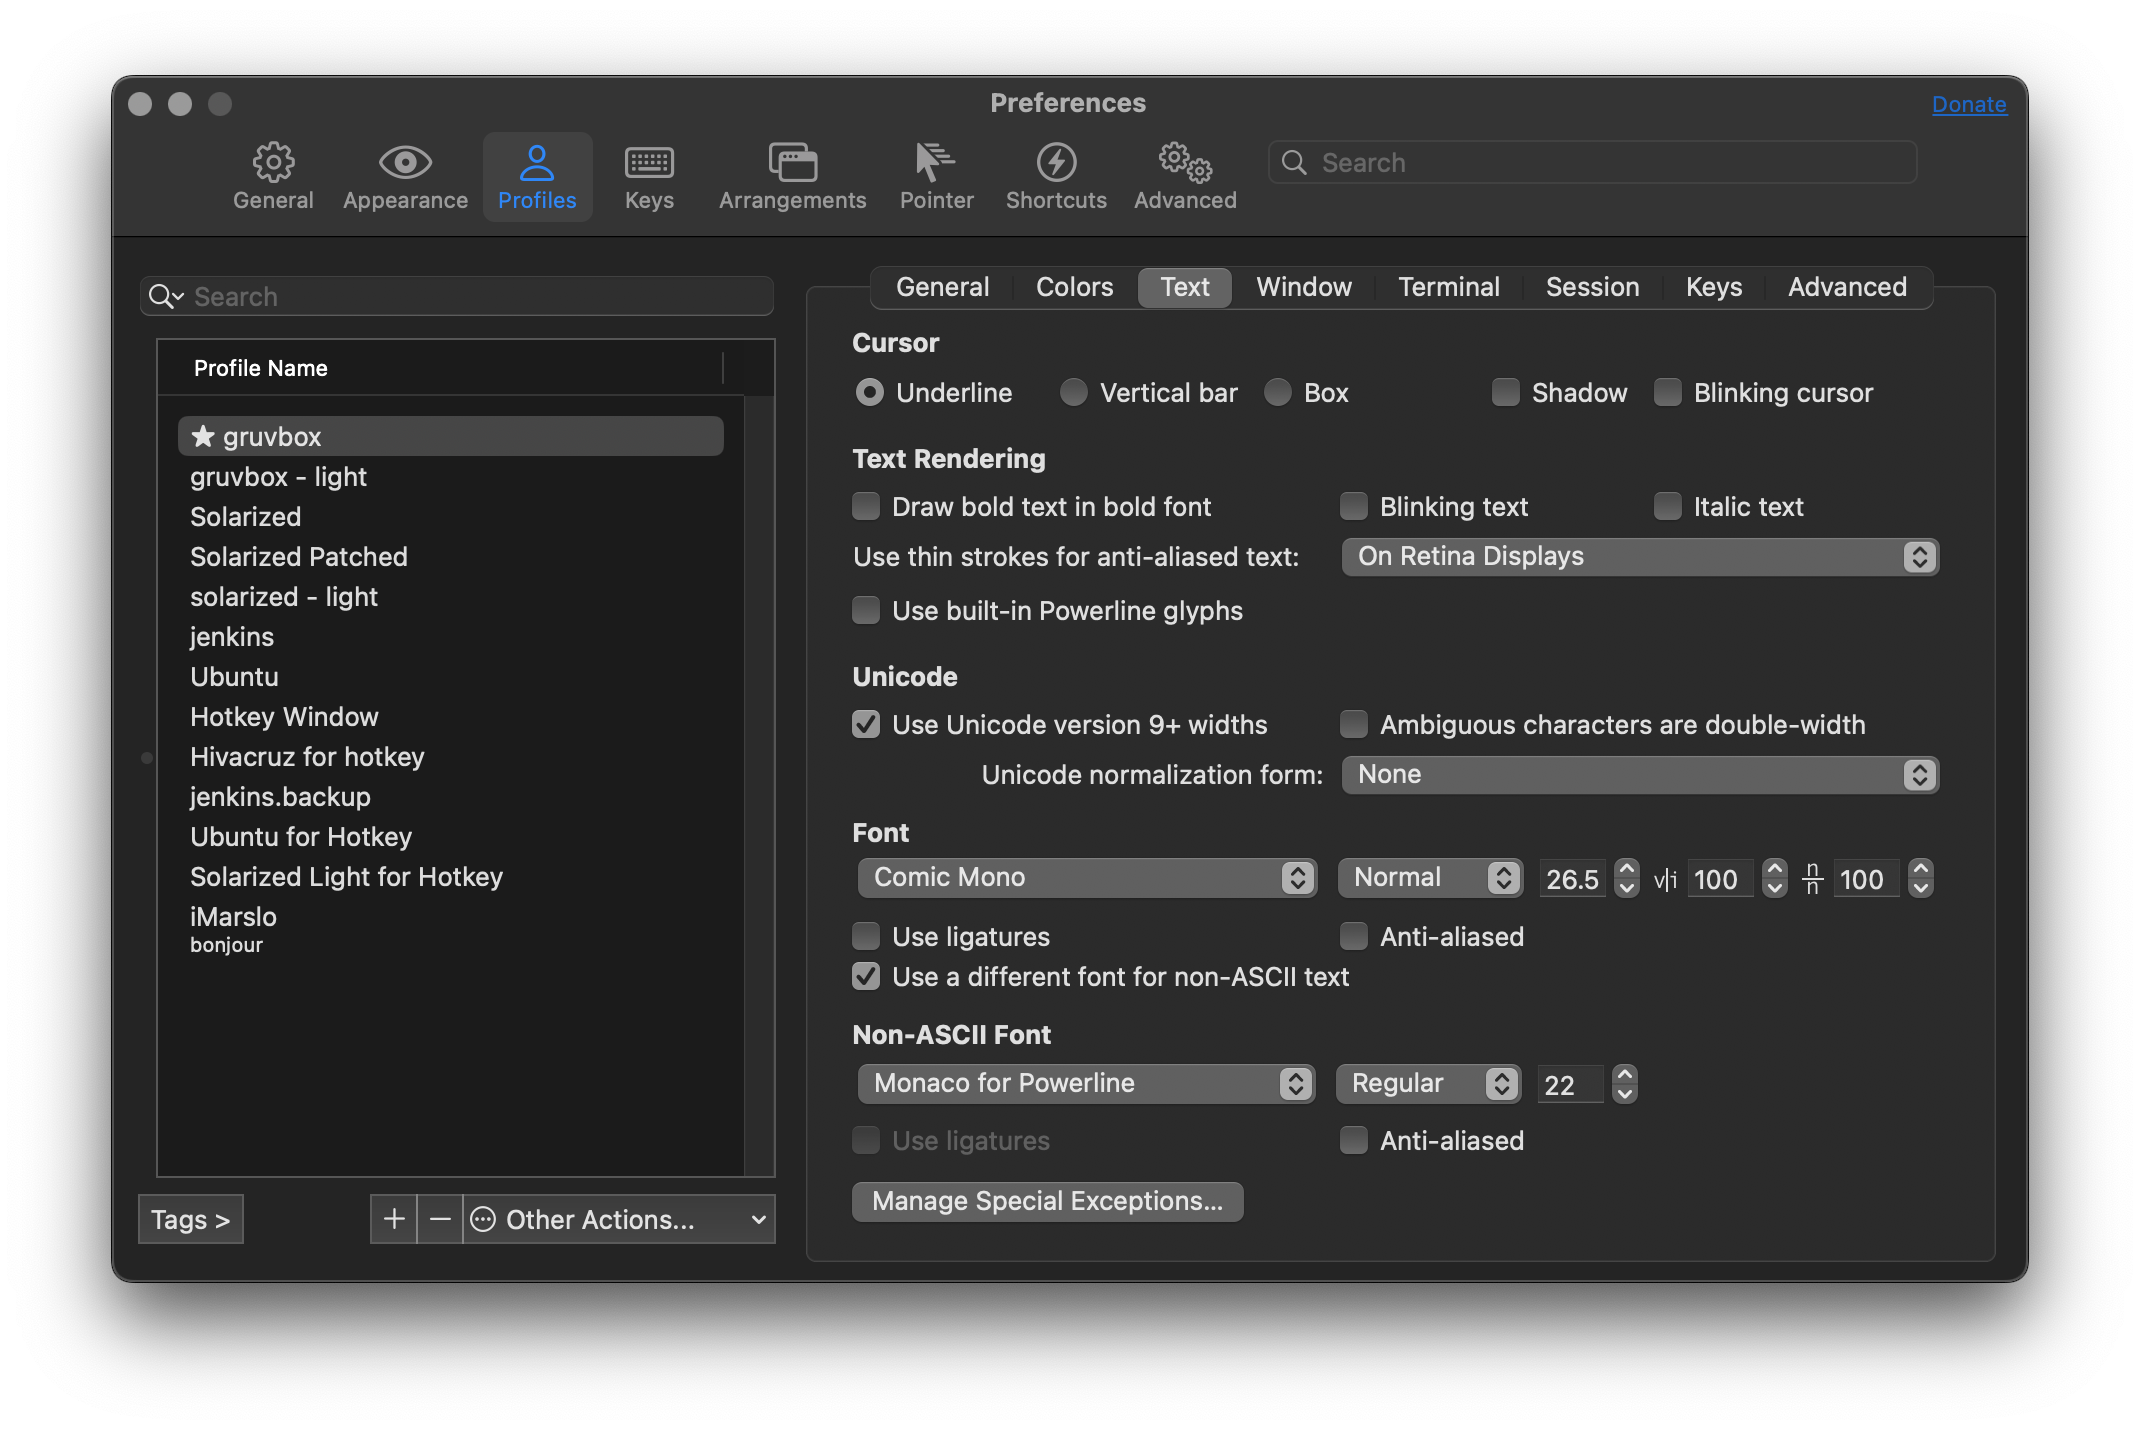 Preferences
Donate
General
Appearance
Profiles
Keys
Arrangements
Pointer
Shortcuts
Advanced
Search
Search
Profile Name
★ gruvbox
gruvbox - light
Solarized
Solarized Patched
solarized - light
jenkins
Ubuntu
Hotkey Window
Hivacruz for hotkey
jenkins.backup
Ubuntu for Hotkey
Solarized Light for Hotkey
iMarslo
bonjour
Tags >
+ − Other Actions...
General Colors Text Window Terminal Session Keys Advanced
Cursor
Underline Vertical bar Box Shadow Blinking cursor
Text Rendering
Draw bold text in bold font Blinking text Italic text
Use thin strokes for anti-aliased text: On Retina Displays
Use built-in Powerline glyphs
Unicode
Use Unicode version 9+ widths Ambiguous characters are double-width
Unicode normalization form: None
Font
Comic Mono Normal 26.5 v|i 100 n/n 100
Use ligatures Anti-aliased
Use a different font for non-ASCII text
Non-ASCII Font
Monaco for Powerline Regular 22
Use ligatures Anti-aliased
Manage Special Exceptions...